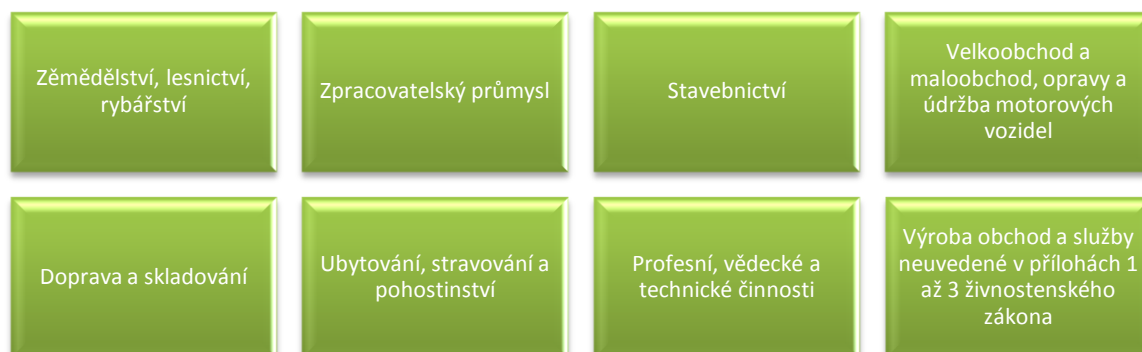 Zěmědělství, lesnictví,
rybářství
Zpracovatelský průmysl
Stavebnictví
Velkoobchod a
maloobchod, opravy a
údržba motorových
vozidel
Doprava a skladování
Ubytování, stravování a
pohostinství
Profesní, vědecké a
technické činnosti
Výroba obchod a služby
neuvedené v přílohách 1
až 3 živnostenského
zákona